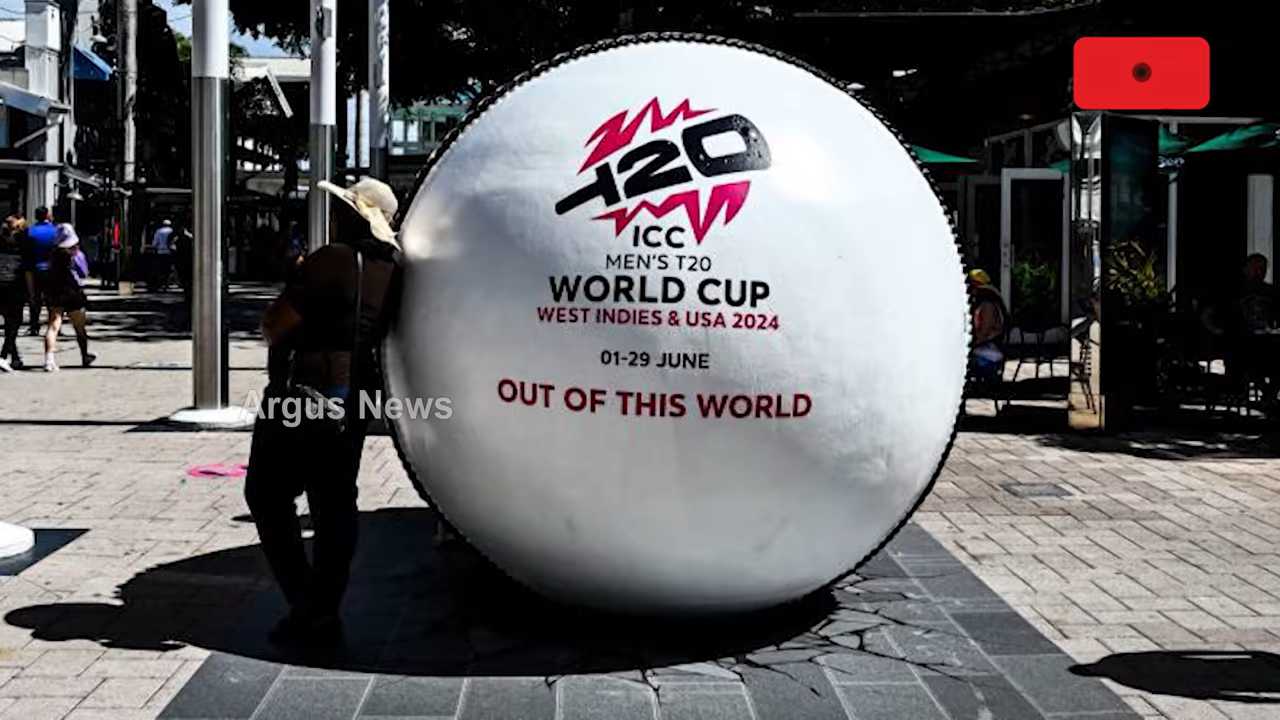 T20
ICC
MEN'S T20
WORLD CUP
WEST INDIES & USA 2024
01-29 JUNE
OUT OF THIS WORLD
Argus News